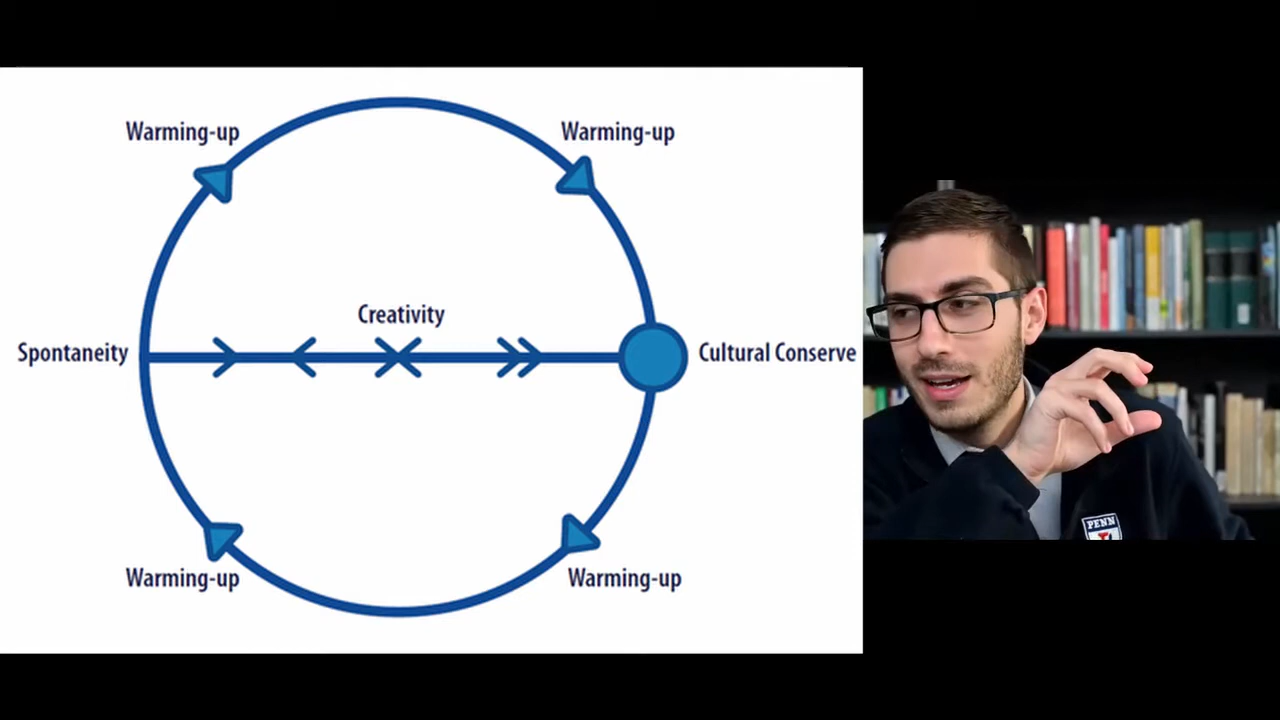 Warming-up
Warming-up
Creativity
Spontaneity
Cultural Conserve
Warming-up
Warming-up
PENN